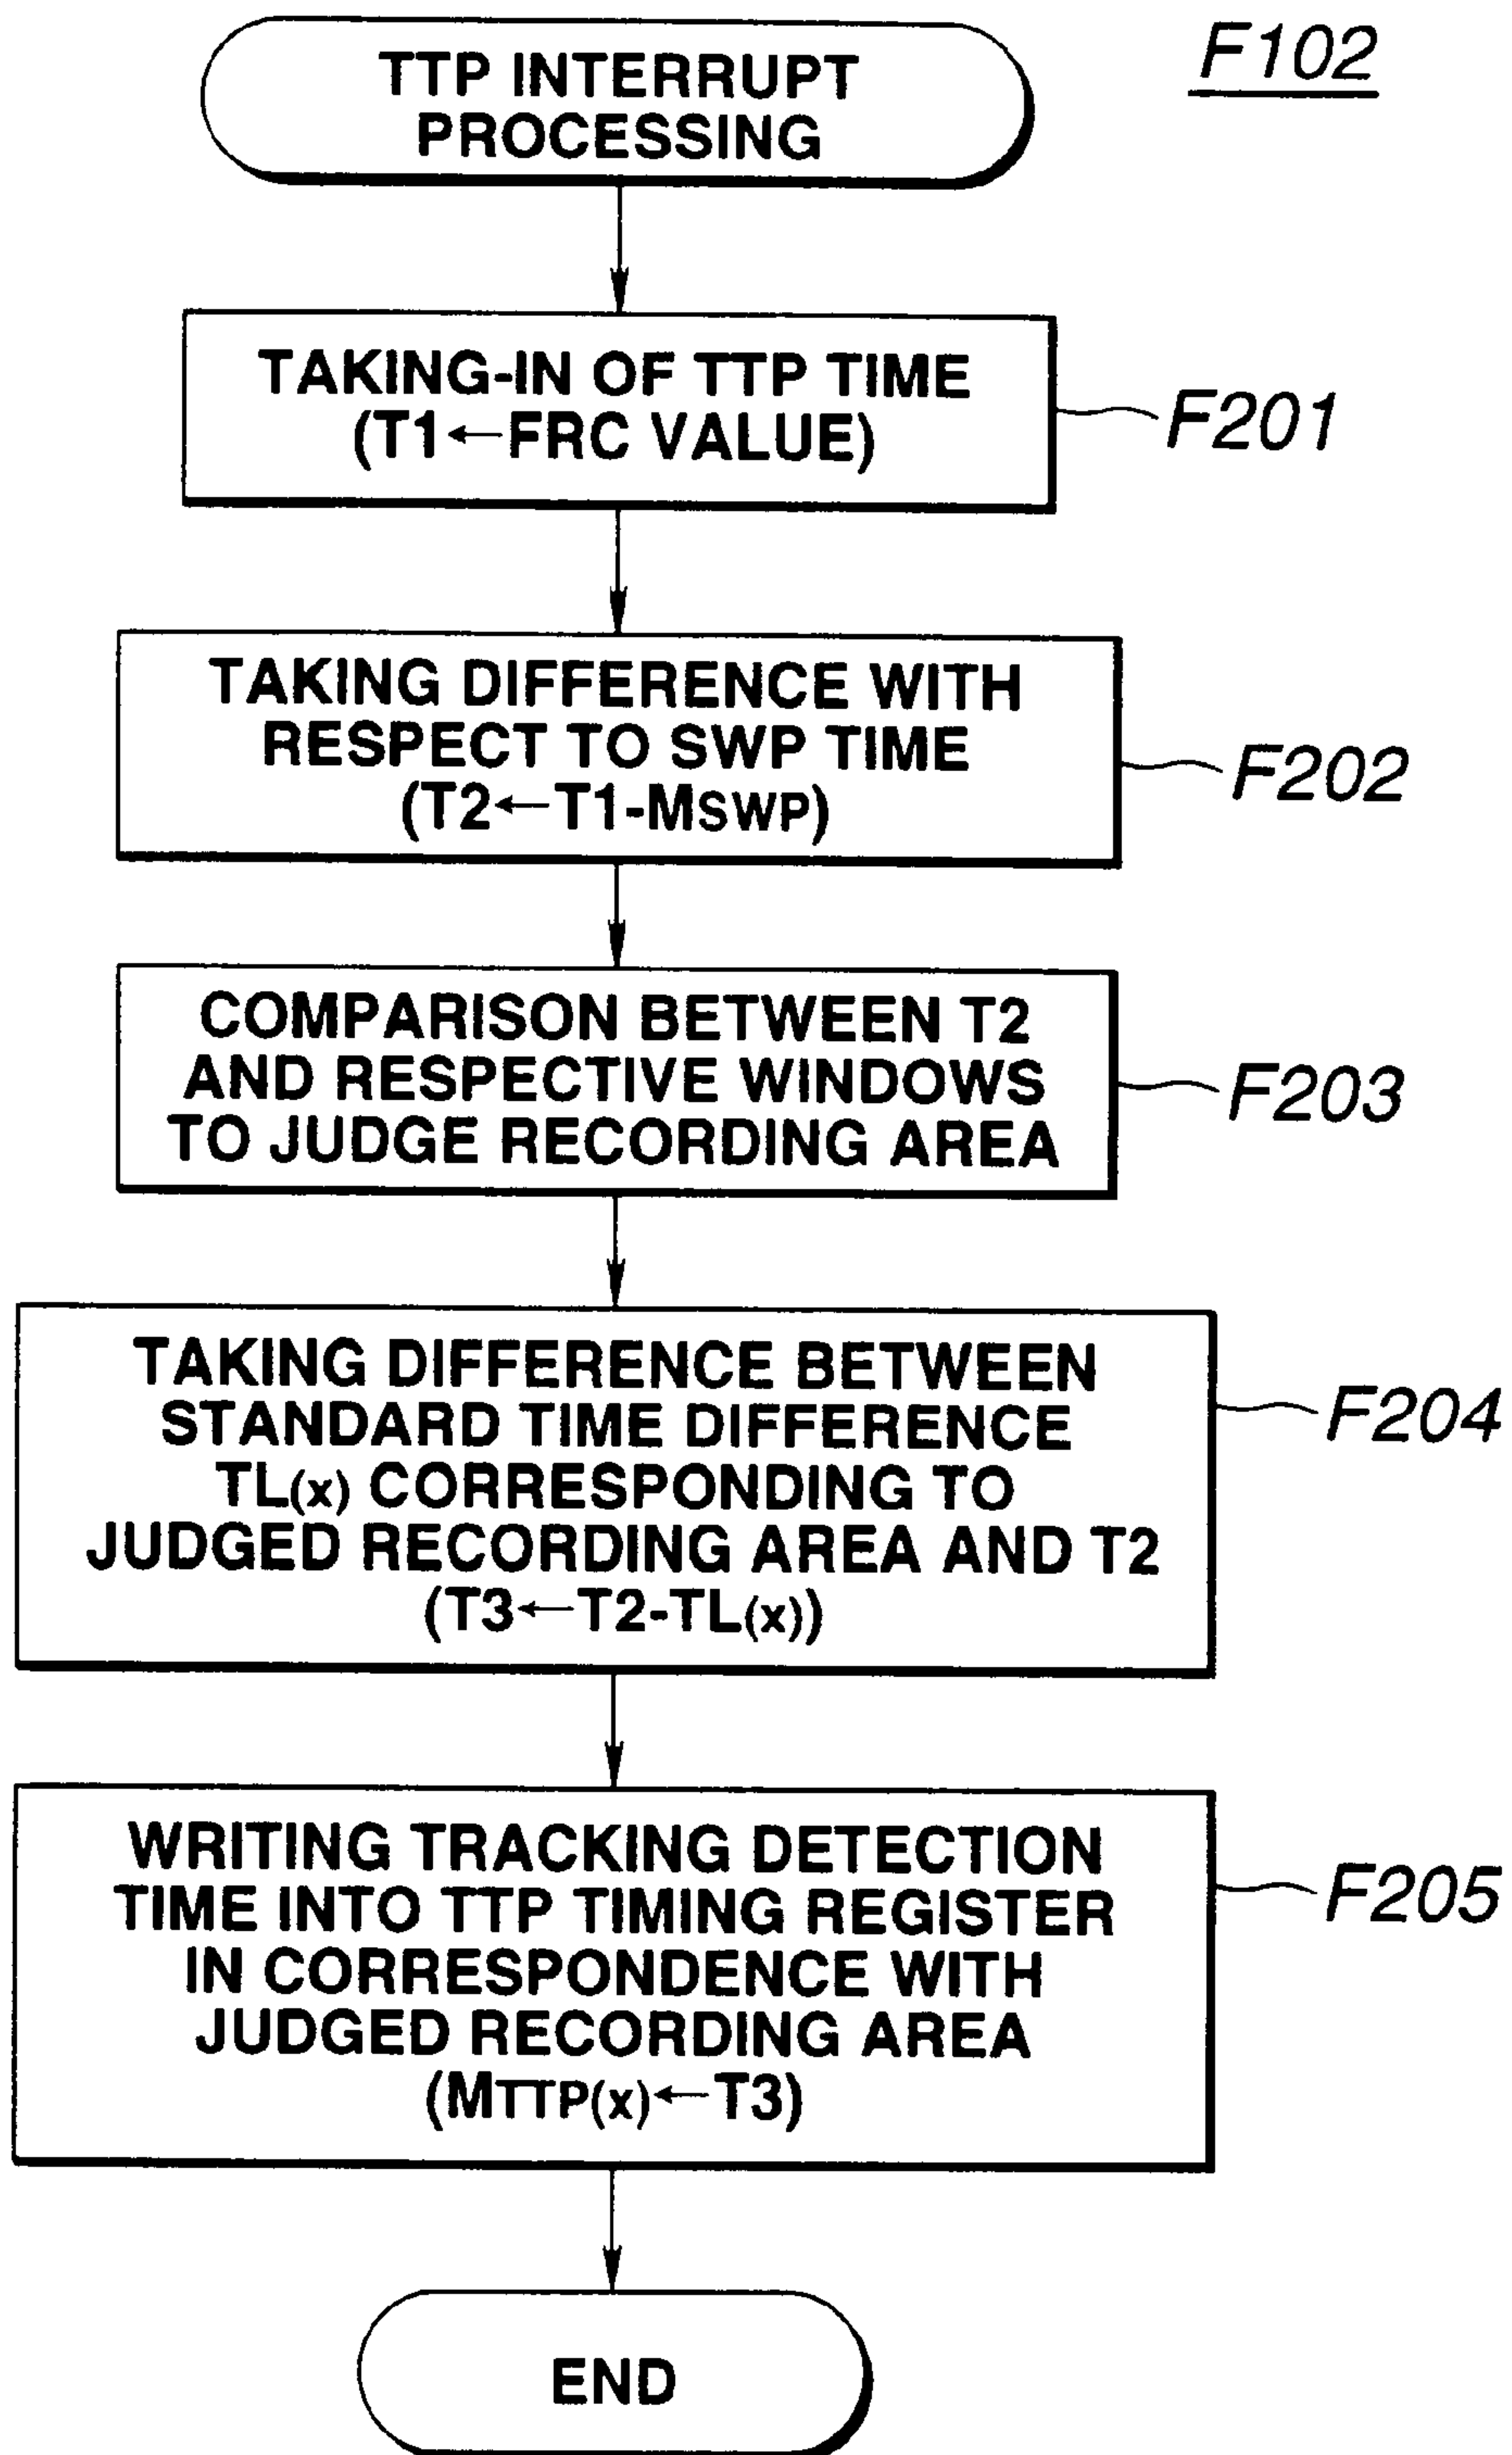 F102
TTP INTERRUPT
PROCESSING
TAKING-IN OF TTP TIME
(T1←FRC VALUE)
F201
TAKING DIFFERENCE WITH
RESPECT TO SWP TIME
(T2←T1-MSWP)
F202
COMPARISON BETWEEN T2
AND RESPECTIVE WINDOWS
TO JUDGE RECORDING AREA
F203
TAKING DIFFERENCE BETWEEN
STANDARD TIME DIFFERENCE
TL(x) CORRESPONDING TO
JUDGED RECORDING AREA AND T2
(T3←T2-TL(x))
F204
WRITING TRACKING DETECTION
TIME INTO TTP TIMING REGISTER
IN CORRESPONDENCE WITH
JUDGED RECORDING AREA
(MTTP(x)←T3)
F205
END